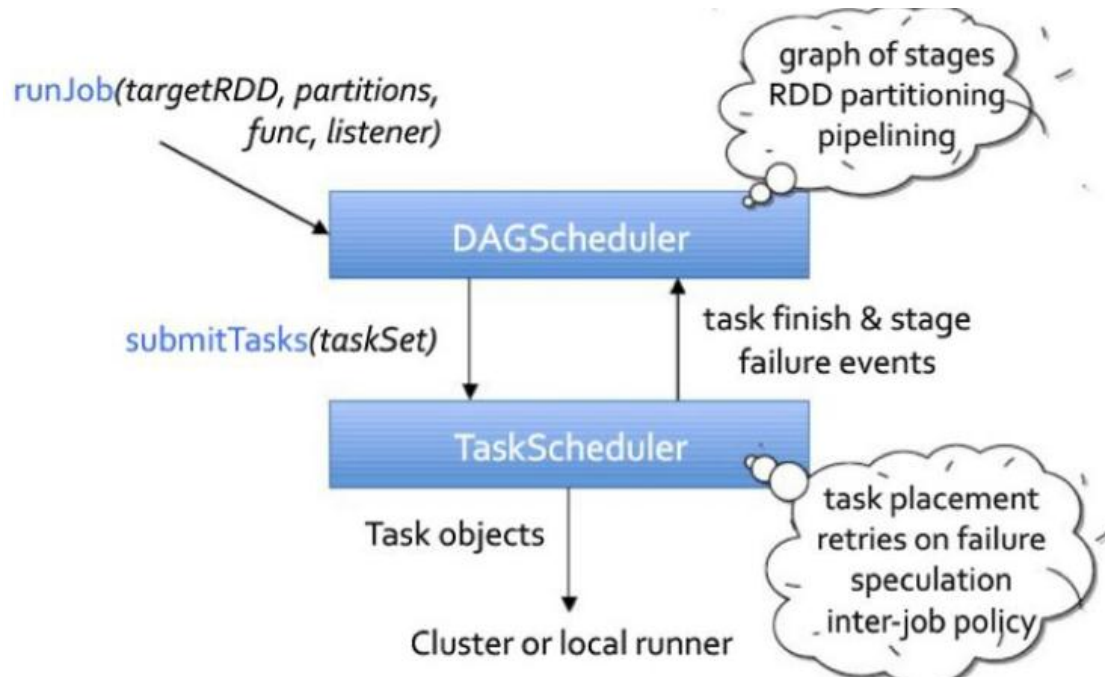 graph of stages
RDD partitioning
pipelining
runJob(targetRDD, partitions,
func, listener)
DAGScheduler
submitTasks(taskSet)
task finish & stage
failure events
TaskScheduler
Task objects
task placement
retries on failure
speculation
inter-job policy
Cluster or local runner